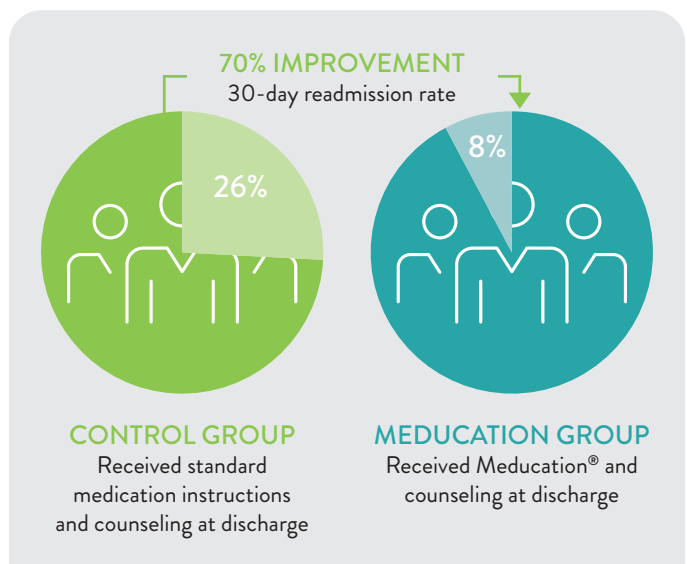 70% IMPROVEMENT
30-day readmission rate
26%
8%
CONTROL GROUP
Received standard
medication instructions
and counseling at discharge
MEDUCATION GROUP
Received Meducation® and
counseling at discharge